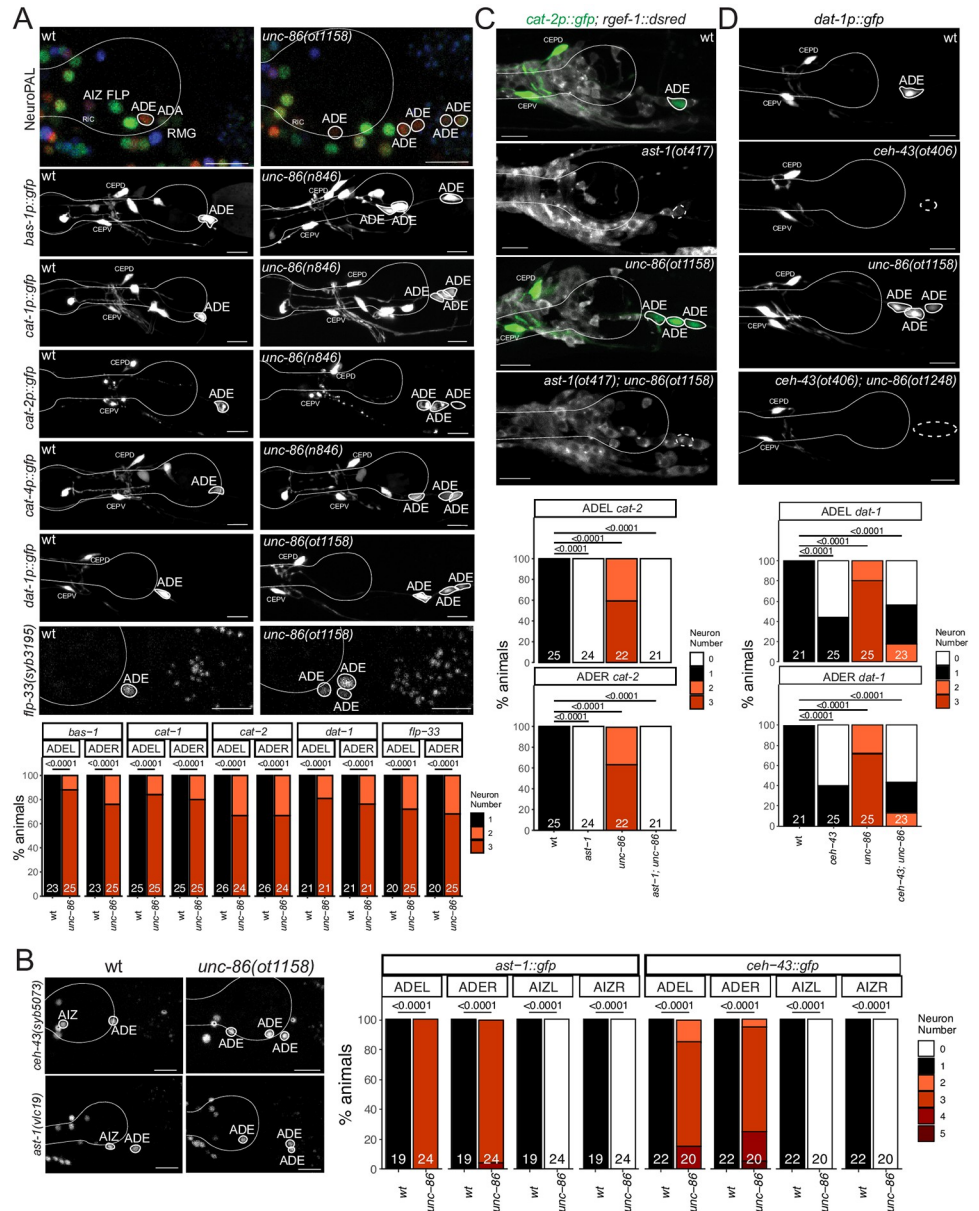 A
wt
unc-86(ot1158)
NeuroPAL
AIZ FLP
RIC
ADE
ADA
RMG
RIC
ADE
ADE
ADE
ADE
ADE
bas-1p::gfp
wt
CEPD
CEPV
ADE
unc-86(n846)
CEPD
CEPV
ADE
ADE
ADE
cat-1p::gfp
wt
CEPD
CEPV
ADE
unc-86(n846)
CEPD
CEPV
ADE
ADE
cat-2p::gfp
wt
CEPD
CEPV
ADE
unc-86(n846)
CEPD
CEPV
ADE
ADE
ADE
cat-4p::gfp
wt
CEPD
CEPV
ADE
unc-86(n846)
CEPD
CEPV
ADE
ADE
ADE
dat-1p::gfp
wt
CEPD
CEPV
ADE
unc-86(ot1158)
CEPD
CEPV
ADE
ADE
ADE
flp-33(syb3195)
wt
ADE
unc-86(ot1158)
ADE
ADE
ADE
bas−1 cat−1 cat−2 dat−1 flp−33
ADEL ADER ADEL ADER ADEL ADER ADEL ADER ADEL ADER
<0.0001 <0.0001 <0.0001 <0.0001 <0.0001 <0.0001 <0.0001 <0.0001 <0.0001 <0.0001
% animals
100
80
60
40
20
0
23 25 23 25 25 25 25 25 26 24 26 24 21 21 21 21 20 25 20 25
wt unc−86 wt unc−86 wt unc−86 wt unc−86 wt unc−86 wt unc−86 wt unc−86 wt unc−86 wt unc−86 wt unc−86
Neuron
Number
1
2
3
C
cat-2p::gfp; rgef-1::dsred
wt
CEPD
CEPV
ADE
ast-1(ot417)
unc-86(ot1158)
CEPD
CEPV
ADE
ADE
ADE
ast-1(ot417); unc-86(ot1158)
ADEL cat−2
<0.0001
<0.0001
<0.0001
% animals
100
80
60
40
20
0
25 24 22 21
ADER cat−2
<0.0001
<0.0001
<0.0001
100
80
60
40
20
0
25 24 22 21
wt
ast−1
unc−86
ast−1; unc−86
Neuron
Number
0
1
2
3
D
dat-1p::gfp
wt
CEPD
CEPV
ADE
ceh-43(ot406)
CEPD
CEPV
unc-86(ot1158)
CEPD
CEPV
ADE
ADE
ADE
ceh-43(ot406); unc-86(ot1248)
CEPD
CEPV
ADEL dat−1
<0.0001
<0.0001
<0.0001
% animals
100
80
60
40
20
0
21 25 25 23
ADER dat−1
<0.0001
<0.0001
<0.0001
100
80
60
40
20
0
21 25 25 23
wt
ceh−43
unc−86
ceh−43; unc−86
Neuron
Number
0
1
2
3
B
wt
unc-86(ot1158)
ceh-43(syb5073)
AIZ
ADE
ADE
ADE
ADE
ast-1(vlc19)
AIZ
ADE
ADE
ADE
ADE
ast−1::gfp ceh−43::gfp
ADEL ADER AIZL AIZR ADEL ADER AIZL AIZR
<0.0001 <0.0001 <0.0001 <0.0001 <0.0001 <0.0001 <0.0001 <0.0001
% animals
100
80
60
40
20
0
19 24 19 24 19 24 19 24 22 20 22 20 22 20 22 20
wt unc−86 wt unc−86 wt unc−86 wt unc−86 wt unc−86 wt unc−86 wt unc−86 wt unc−86
Neuron
Number
0
1
2
3
4
5